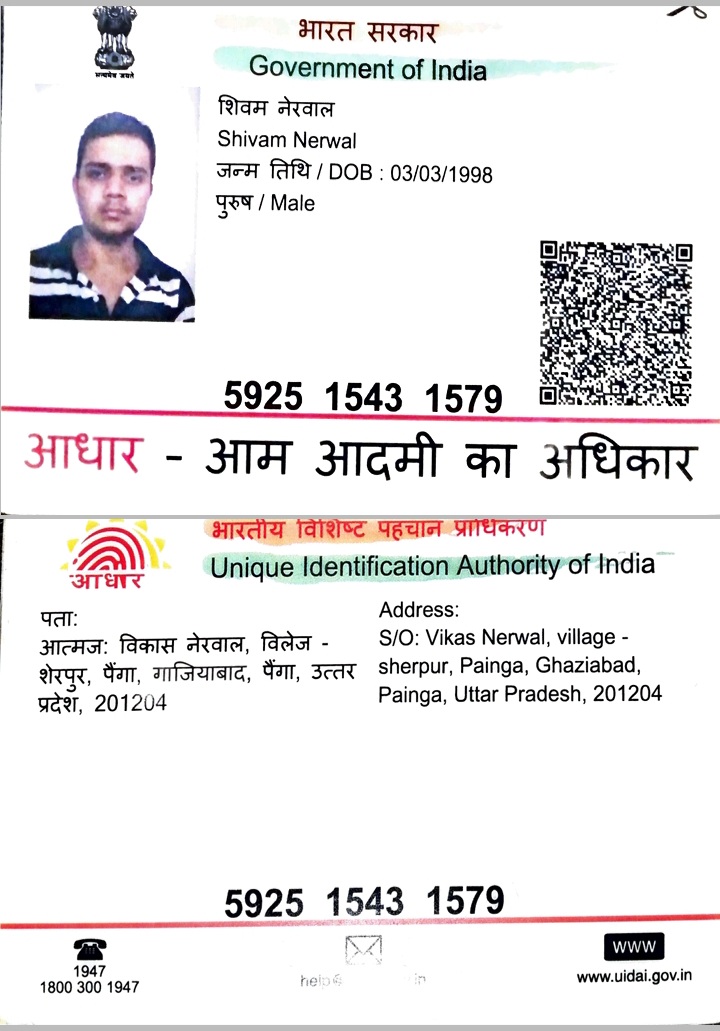 सत्यमेव जयते
भारत सरकार
Government of India
शिवम नेरवाल
Shivam Nerwal
जन्म तिथि / DOB : 03/03/1998
पुरुष / Male
5925 1543 1579
आधार - आम आदमी का अधिकार
भारतीय विशिष्ट पहचान प्राधिकरण
Unique Identification Authority of India
आधार
पता:
आत्मज: विकास नेरवाल, विलेज -
शेरपुर, पैंगा, गाजियाबाद, पैंगा, उत्तर
प्रदेश, 201204
Address:
S/O: Vikas Nerwal, village -
sherpur, Painga, Ghaziabad,
Painga, Uttar Pradesh, 201204
5925 1543 1579
1947
1800 300 1947
help@ in
www
www.uidai.gov.in